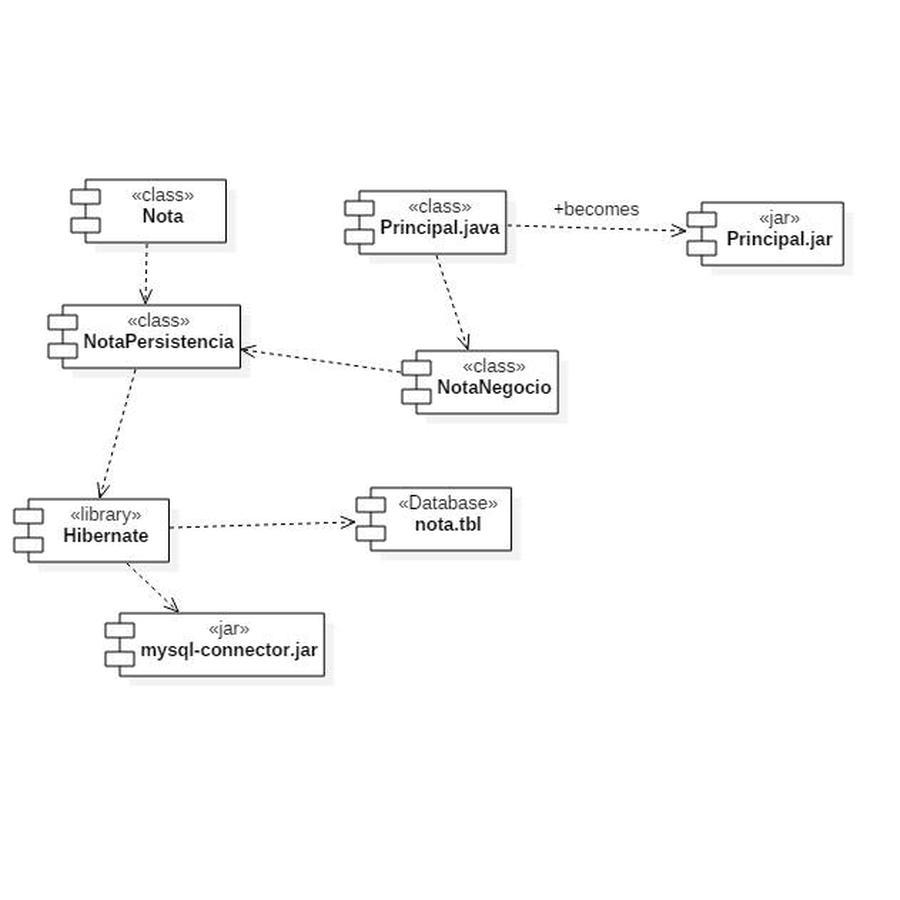 «class»
Nota
«class»
Principal.java
+becomes
«jar»
Principal.jar
«class»
NotaPersistencia
«class»
NotaNegocio
«library»
Hibernate
«Database»
nota.tbl
«jar»
mysql-connector.jar